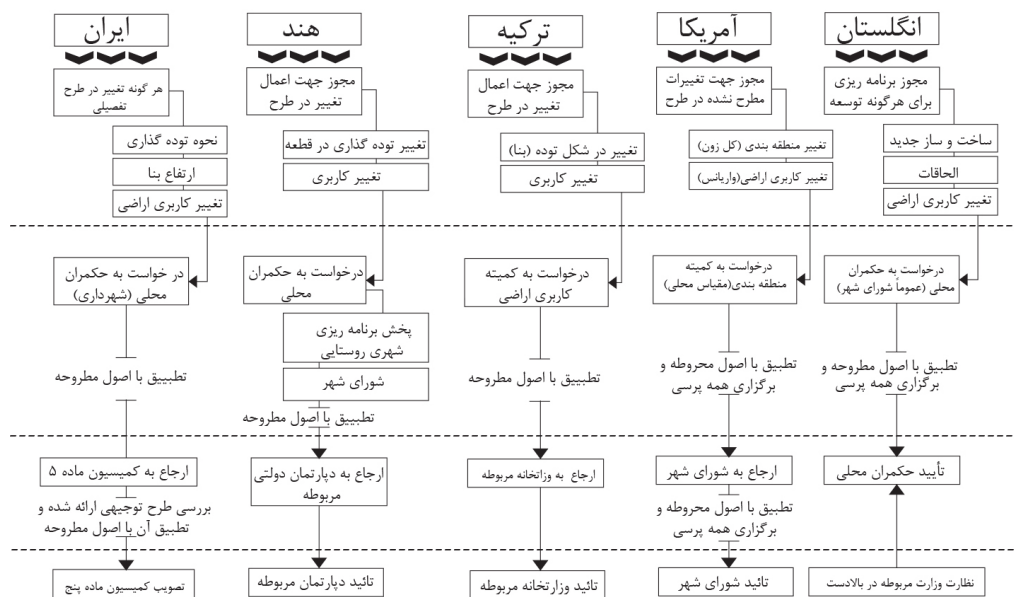 انگلستان
مجوز برنامه ریزی
برای هرگونه توسعه
ساخت و ساز جدید
الحاقات
تغییر کاربری اراضی
درخواست به حکمران
محلی (عموماً شورای شهر)
تطبیق با اصول مطروحه و
برگزاری همه پرسی
تأیید حکمران محلی
نظارت وزارت مربوطه در بالادست
آمریکا
مجوز جهت تغییرات
مطرح نشده در طرح
تغییر منطقه بندی (کل زون)
تغییر کاربری اراضی(واریانس)
درخواست به کمیته
منطقه بندی(مقیاس محلی)
تطبیق با اصول محروطه و
برگزاری همه پرسی
ارجاع به شورای شهر
تطبیق با اصول محروطه و
برگزاری همه پرسی
تائید شورای شهر
ترکیه
مجوز جهت اعمال
تغییر در طرح
تغییر در شکل توده (بنا)
تغییر کاربری
درخواست به کمیته
کاربری اراضی
تطبییق با اصول مطروحه
ارجاع به وزاتخانه مربوطه
تائید وزارتخانه مربوطه
هند
مجوز جهت اعمال
تغییر در طرح
تغییر توده گذاری در قطعه
تغییر کاربری
درخواست به حکمران
محلی
پخش برنامه ریزی
شهری روستایی
شورای شهر
تطبییق با اصول مطروحه
ارجاع به دپارتمان دولتی
مربوطه
تائید دپارتمان مربوطه
ایران
هر گونه تغییر در طرح
تفصیلی
نحوه توده گذاری
ارتفاع بنا
تغییر کاربری اراضی
در خواست به حکمران
محلی (شهرداری)
تطبییق با اصول مطروحه
ارجاع به کمیسیون ماده ۵
بررسی طرح توجیهی ارائه شده و
تطبیق آن با اصول مطروحه
تصویب کمیسیون ماده پنج